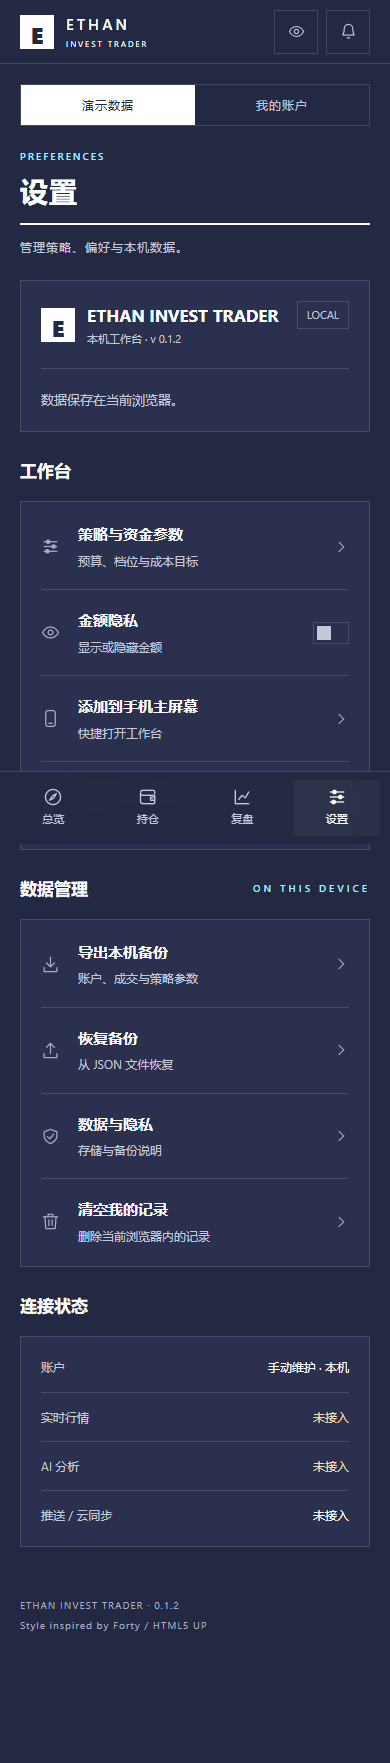 E
ETHAN
INVEST TRADER
演示数据
我的账户
PREFERENCES
设置
管理策略、偏好与本机数据。
E
ETHAN INVEST TRADER
LOCAL
本机工作台 · v 0.1.2
数据保存在当前浏览器。
工作台
策略与资金参数
预算、档位与成本目标
金额隐私
显示或隐藏金额
添加到手机主屏幕
快捷打开工作台
总览
持仓
复盘
设置
数据管理
ON THIS DEVICE
导出本机备份
账户、成交与策略参数
恢复备份
从 JSON 文件恢复
数据与隐私
存储与备份说明
清空我的记录
删除当前浏览器内的记录
连接状态
账户
手动维护 · 本机
实时行情
未接入
AI 分析
未接入
推送 / 云同步
未接入
ETHAN INVEST TRADER · 0.1.2
Style inspired by Forty / HTML5 UP